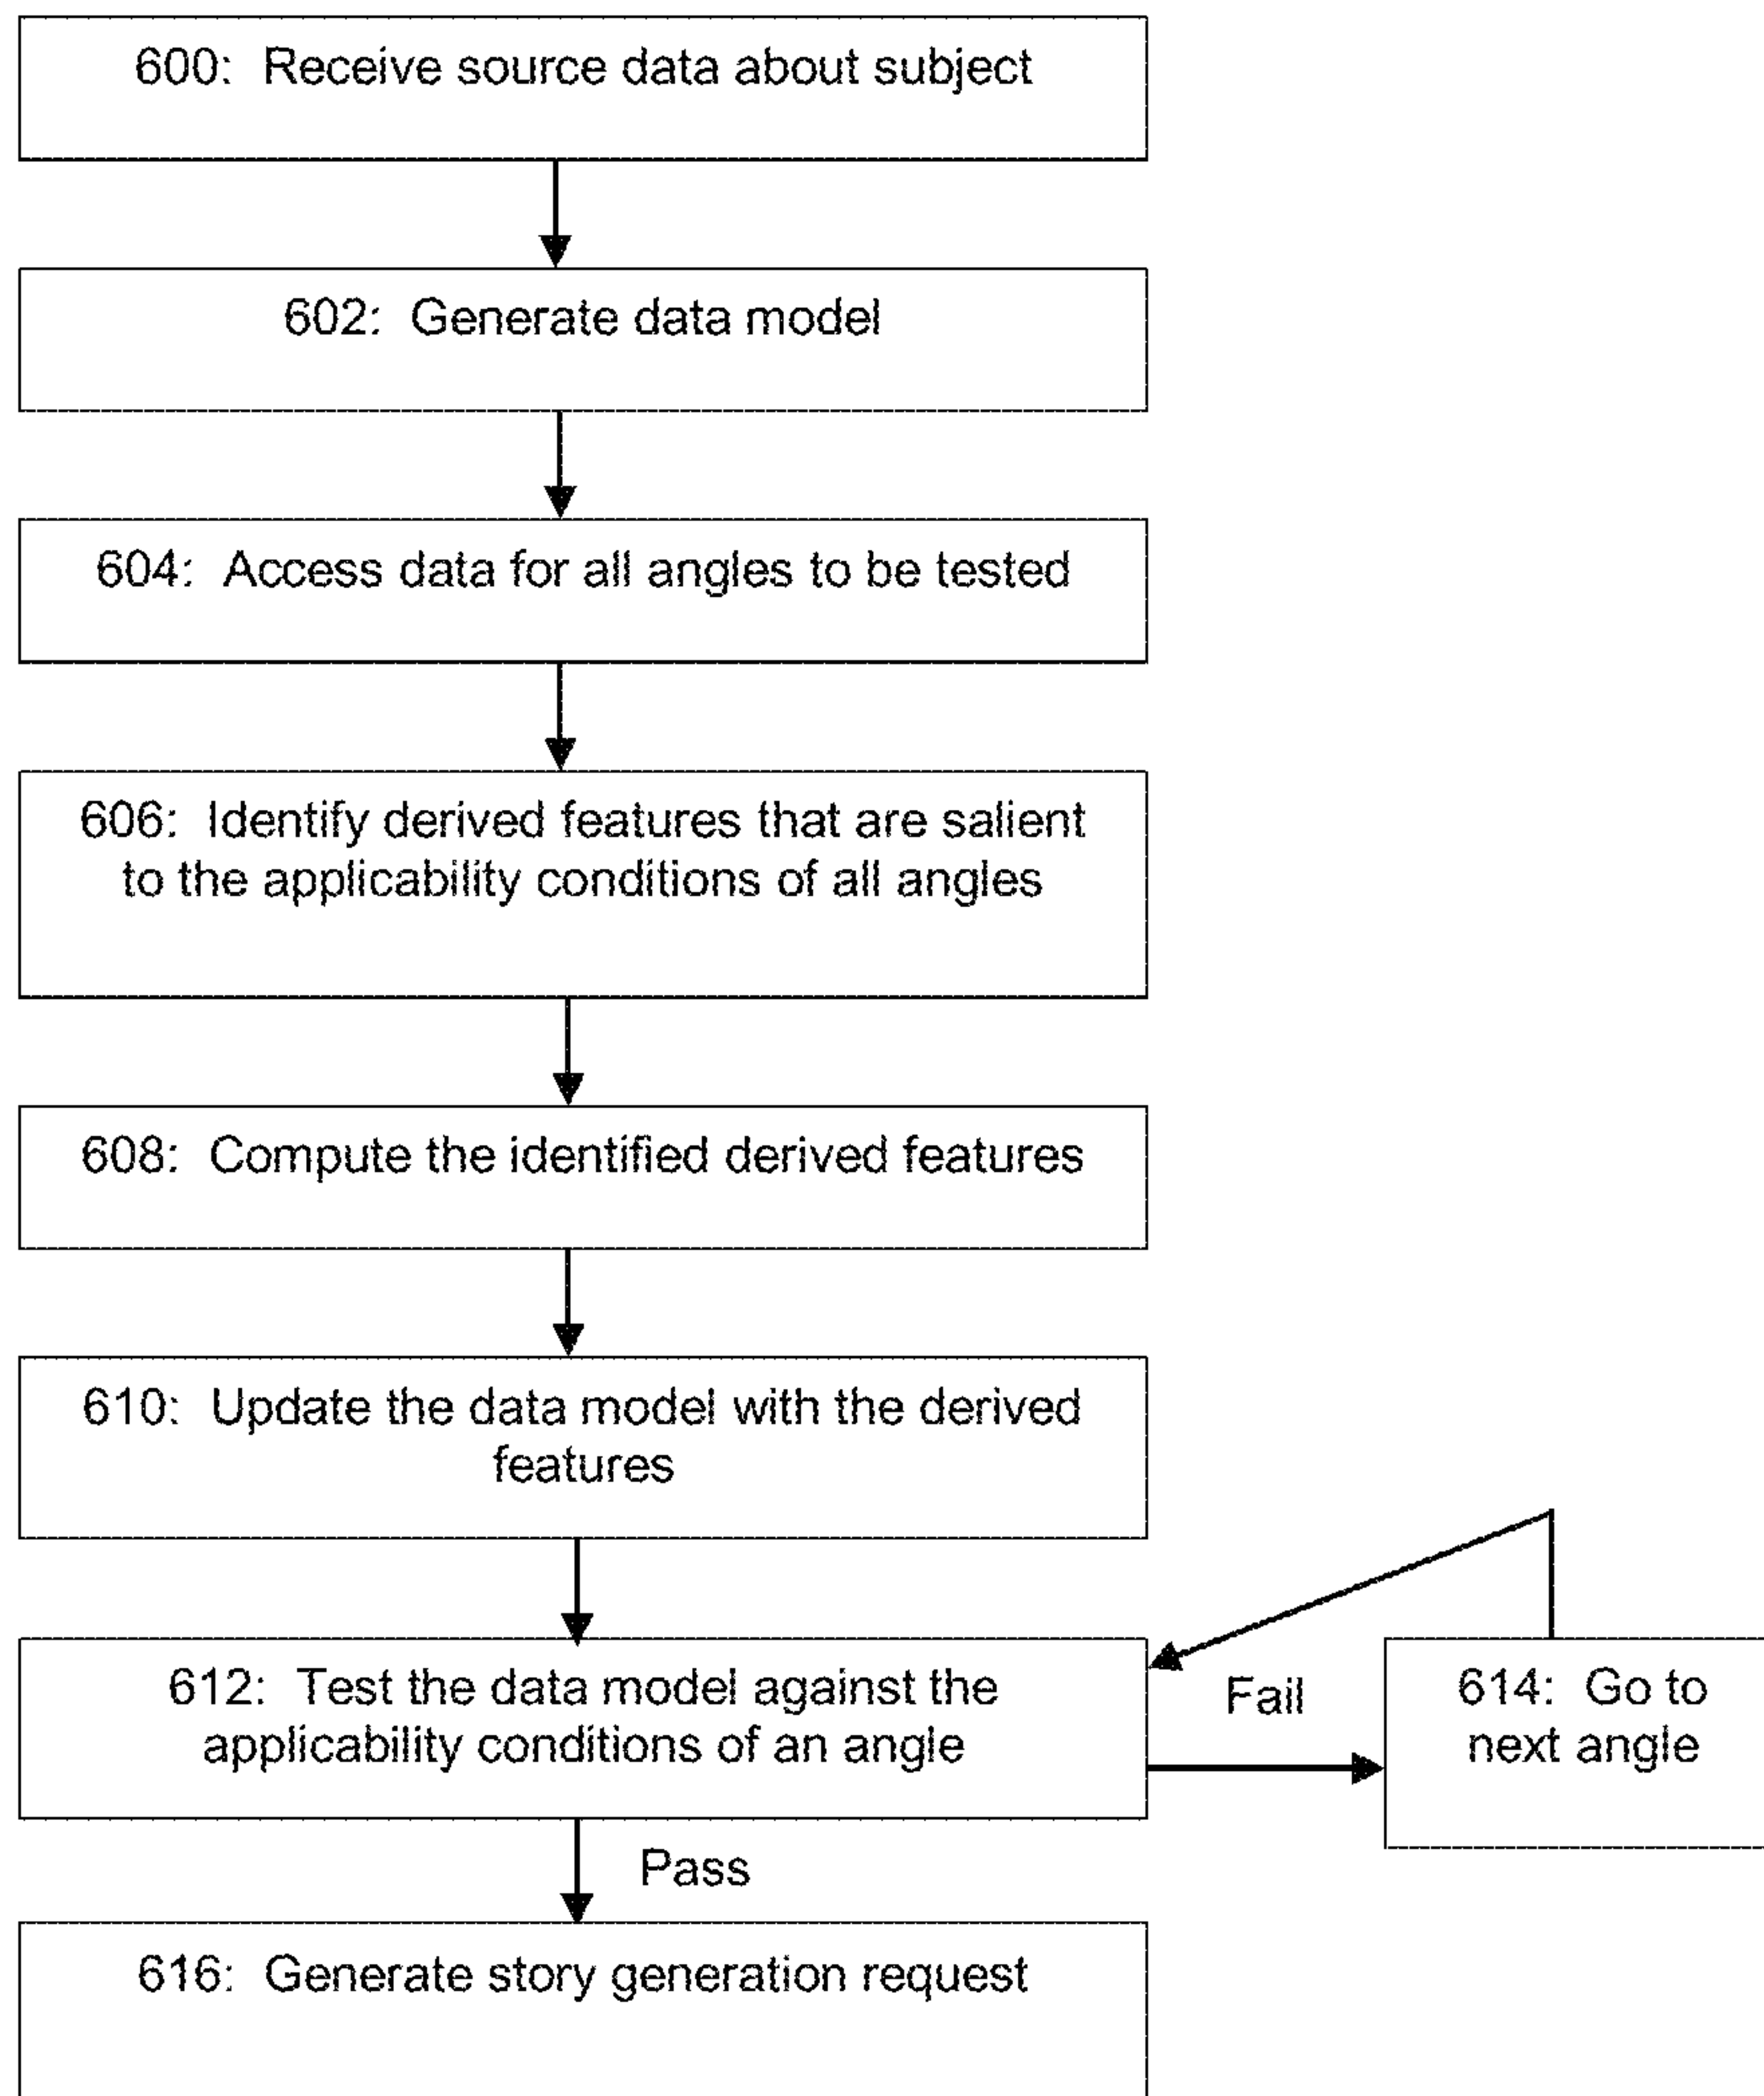 600: Receive source data about subject
602: Generate data model
604: Access data for all angles to be tested
606: Identify derived features that are salient
to the applicability conditions of all angles
608: Compute the identified derived features
610: Update the data model with the derived
features
612: Test the data model against the
applicability conditions of an angle
Fail
614: Go to
next angle
Pass
616: Generate story generation request